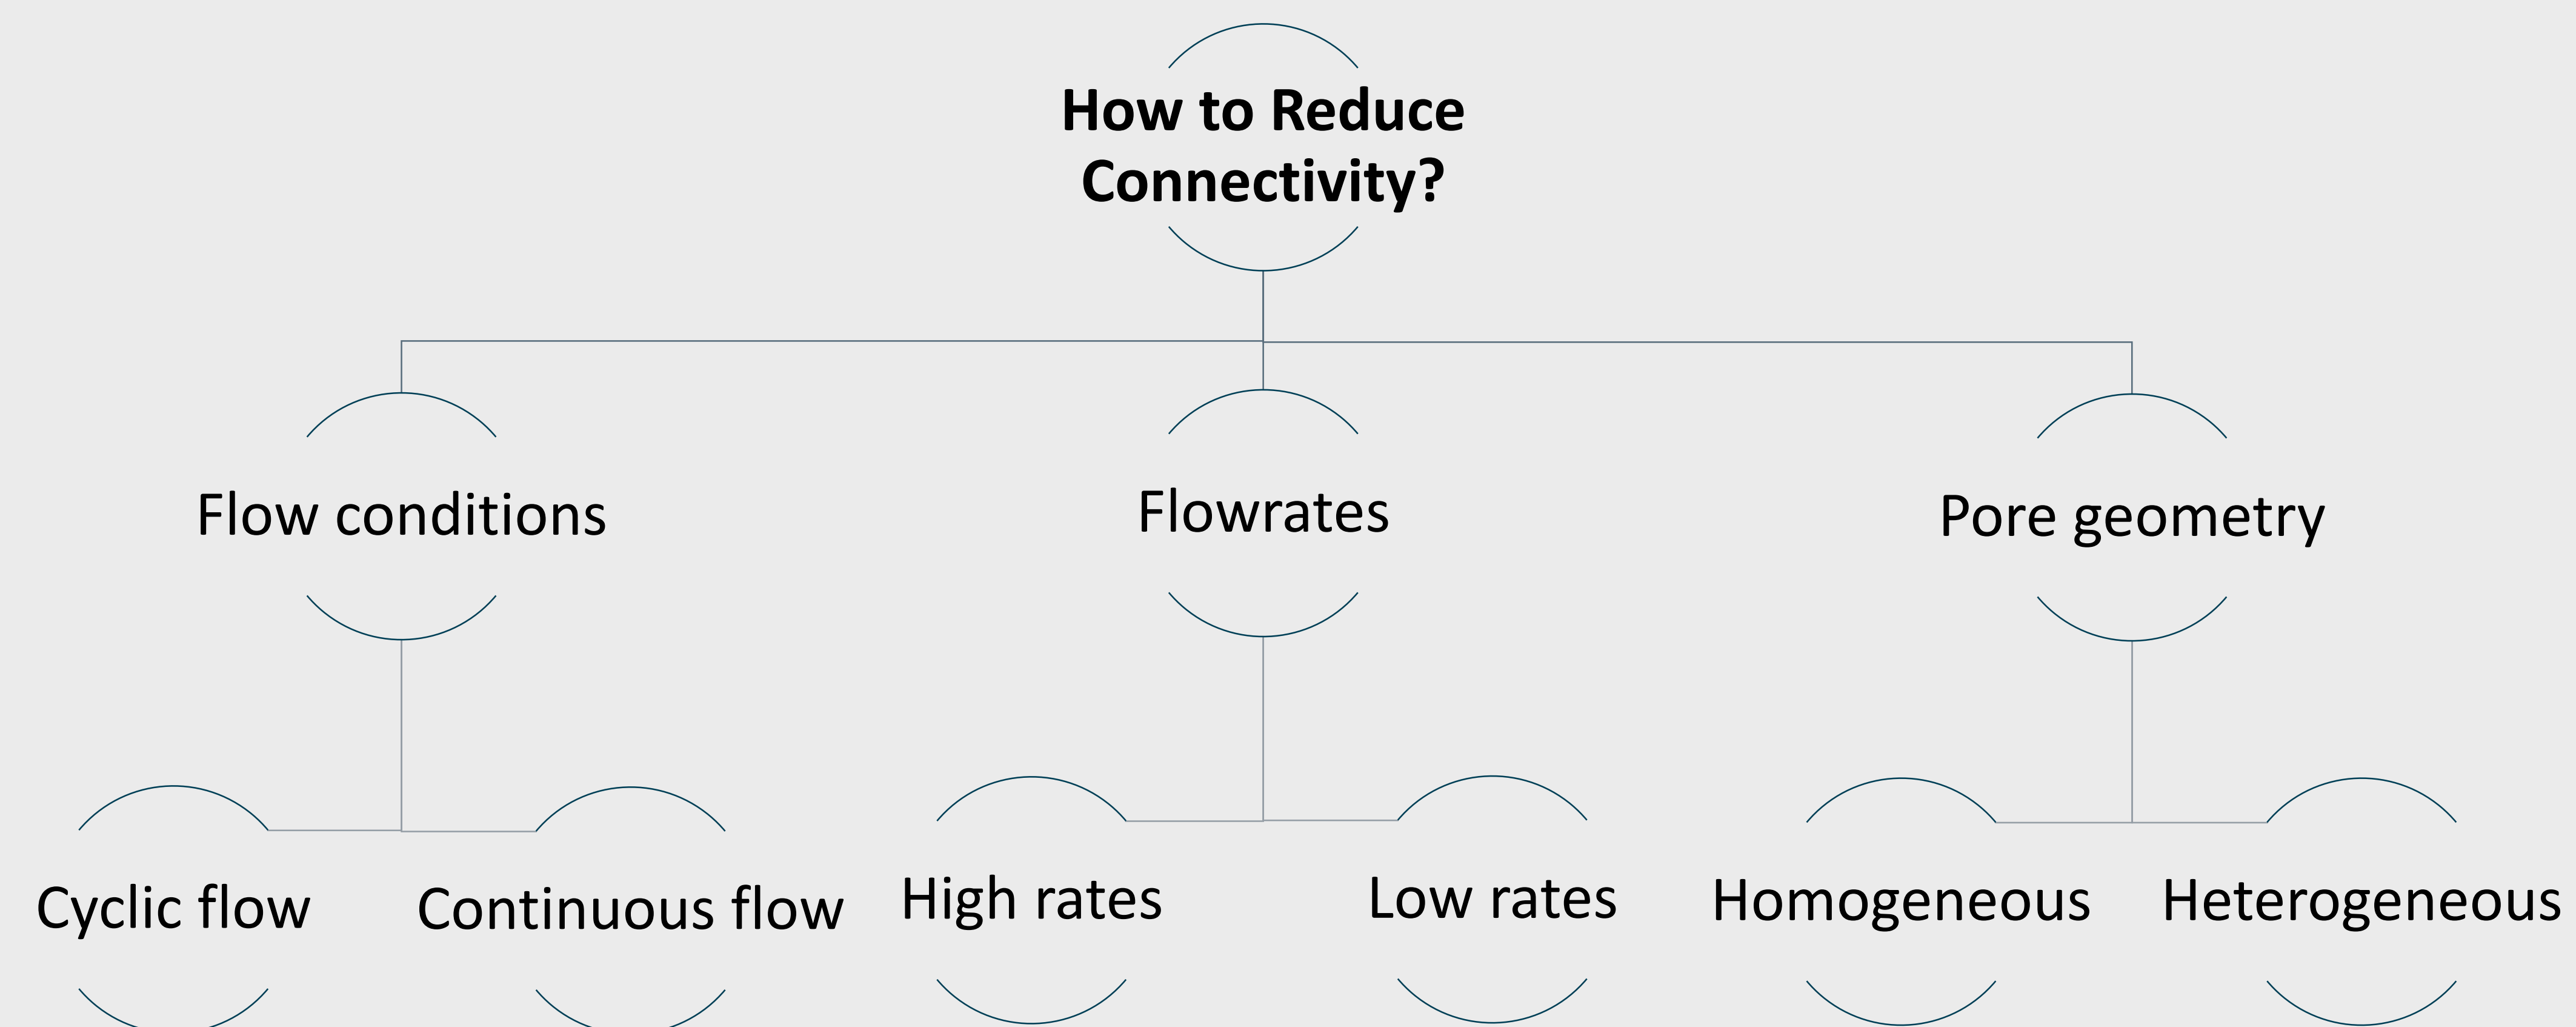 How to Reduce
Connectivity?
Flow conditions
Flowrates
Pore geometry
Cyclic flow
Continuous flow
High rates
Low rates
Homogeneous
Heterogeneous